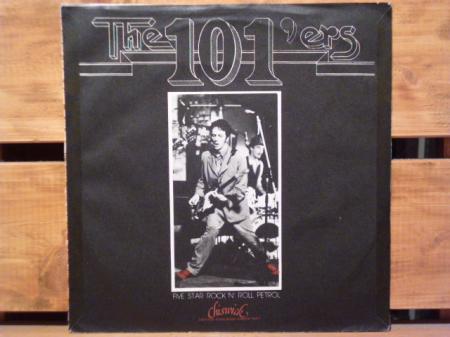 The 101'ers
FIVE STAR ROCK 'N' ROLL PETROL
Chiswick